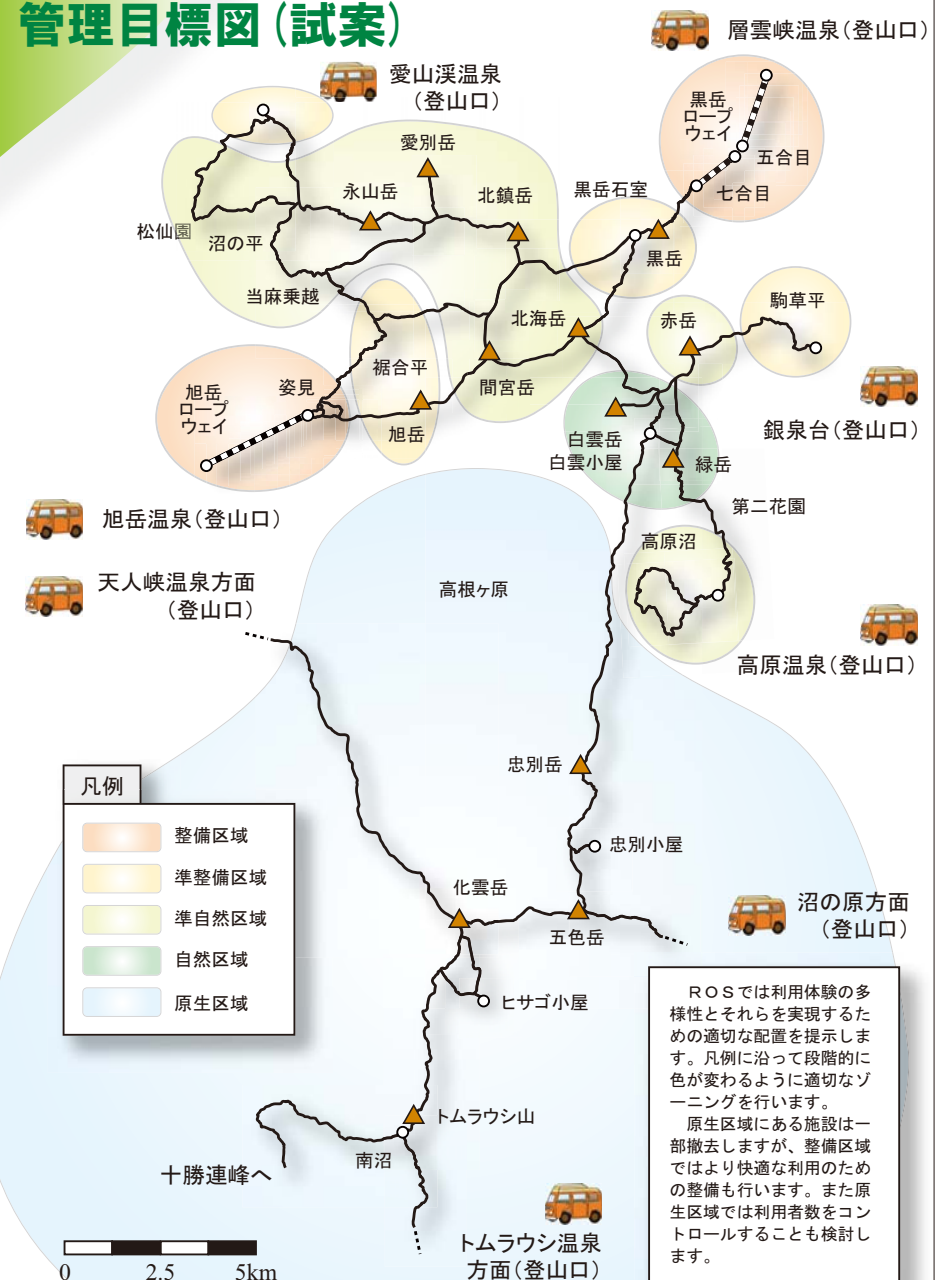 管理目標図(試案)
層雲峡温泉(登山口)
愛山渓温泉
(登山口)
黒岳
ロープ
ウェイ
五合目
七合目
愛別岳
永山岳
北鎮岳
黒岳石室
黒岳
松仙園
沼の平
当麻乗越
北海岳
赤岳
駒草平
裾合平
間宮岳
旭岳
ロープ
ウェイ
姿見
旭岳
銀泉台(登山口)
白雲岳
白雲小屋
緑岳
第二花園
旭岳温泉(登山口)
高原沼
天人峡温泉方面
(登山口)
高根ヶ原
高原温泉(登山口)
忠別岳
凡例
整備区域
準整備区域
準自然区域
自然区域
原生区域
忠別小屋
化雲岳
五色岳
沼の原方面
(登山口)
ヒサゴ小屋
トムラウシ山
南沼
十勝連峰へ
トムラウシ温泉
方面(登山口)
ROSでは利用体験の多
様性とそれらを実現するた
めの適切な配置を提示しま
す。凡例に沿って段階的に
色が変わるように適切なゾ
ーニングを行います。
原生区域にある施設は一
部撤去しますが、整備区域
ではより快適な利用のため
の整備も行います。また原
生区域では利用者数をコン
トロールすることも検討し
ます。
0 2.5 5km